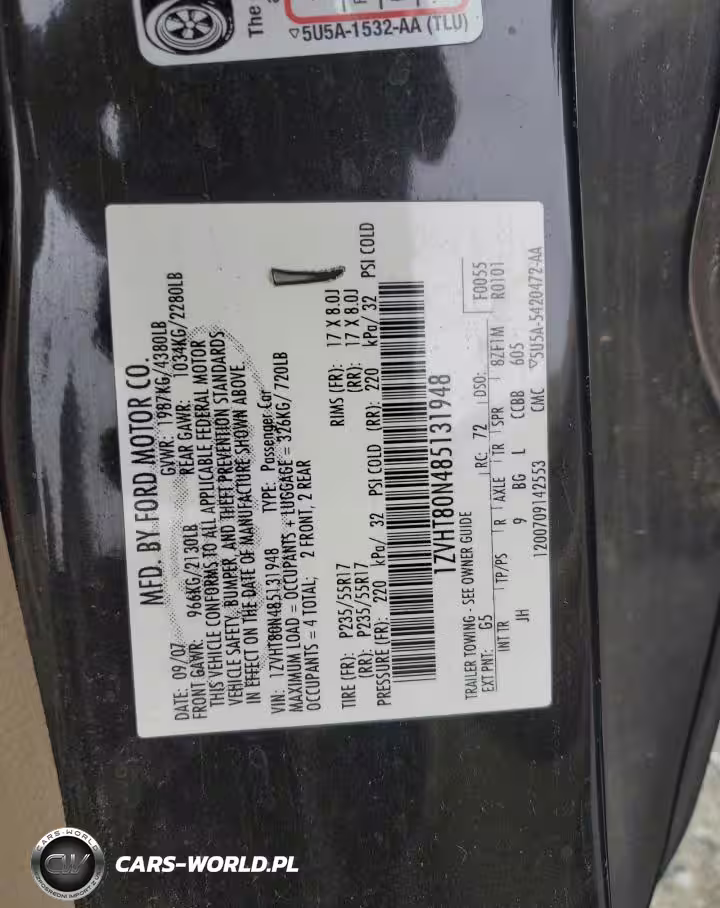 The
▽5U5A-1532-AA (TLU)
MFD. BY FORD MOTOR CO.
DATE: 09/07 GVWR: 1987KG/4380LB
FRONT GAWR: 966KG/2130LB REAR GAWR: 1034KG/2280LB
THIS VEHICLE CONFORMS TO ALL APPLICABLE FEDERAL MOTOR
VEHICLE SAFETY, BUMPER, AND THEFT PREVENTION STANDARDS
IN EFFECT ON THE DATE OF MANUFACTURE SHOWN ABOVE
VIN: 1ZVHT80N485131948 TYPE: Passenger Car
MAXIMUM LOAD = OCCUPANTS + LUGGAGE = 326KG/ 720LB
OCCUPANTS = 4 TOTAL; 2 FRONT, 2 REAR
TIRE (FR): P235/55R17 RIMS (FR): 17 X 8.0J
(RR): P235/55R17 (RR): 17 X 8.0J
PRESSURE (FR): 220 kPa/ 32 PSI COLD (RR): 220 kPa/ 32 PSI COLD
1ZVHT80N485131948
TRAILER TOWING - SEE OWNER GUIDE F0055
EXT PNT: G5 RC: 72 DSO: R0101
INT TR TP/PS R AXLE TR SPR 8ZF1M
JH 9 BG L CCBB 605
1200709142553 CMC ▽5U5A-5420472-AA
CARS-WORLD
CW
CARS-WORLD.PL